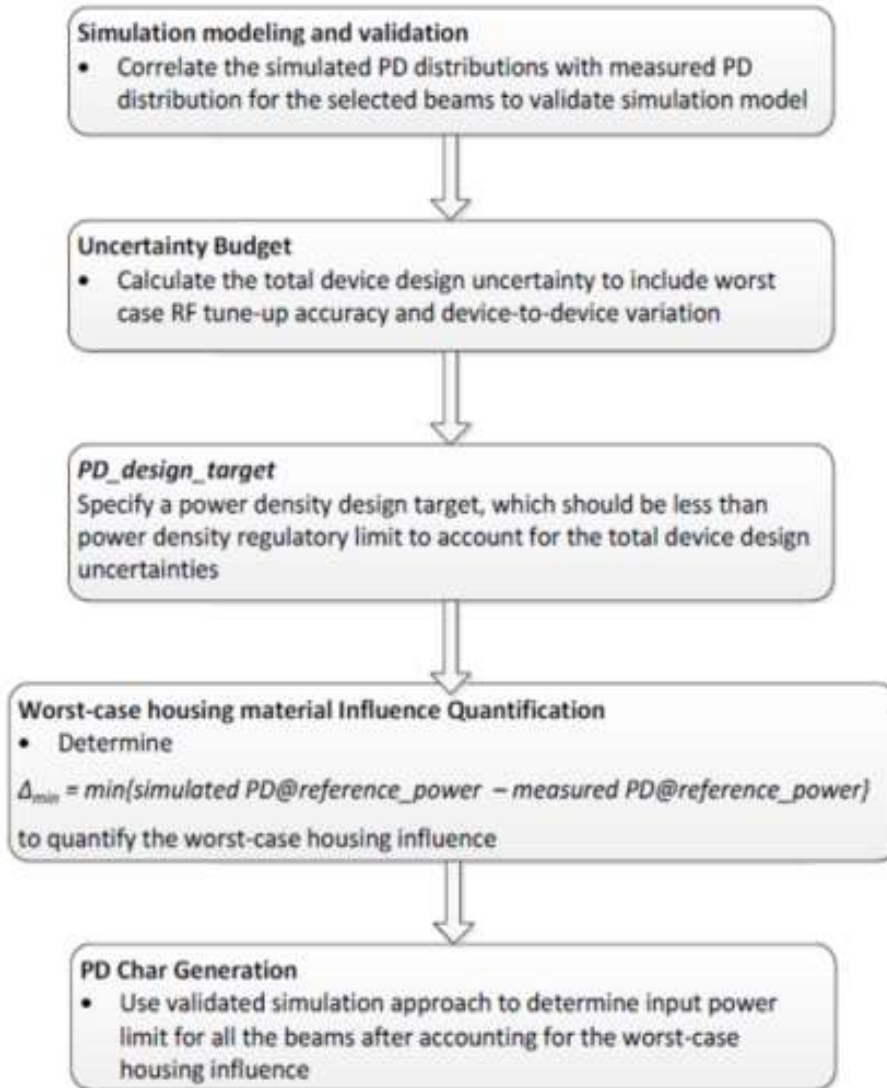 Simulation modeling and validation
• Correlate the simulated PD distributions with measured PD
distribution for the selected beams to validate simulation model
Uncertainty Budget
• Calculate the total device design uncertainty to include worst
case RF tune-up accuracy and device-to-device variation
PD_design_target
Specify a power density design target, which should be less than
power density regulatory limit to account for the total device design
uncertainties
Worst-case housing material Influence Quantification
• Determine
Δmin = min{simulated PD@reference_power – measured PD@reference_power}
to quantify the worst-case housing influence
PD Char Generation
• Use validated simulation approach to determine input power
limit for all the beams after accounting for the worst-case
housing influence